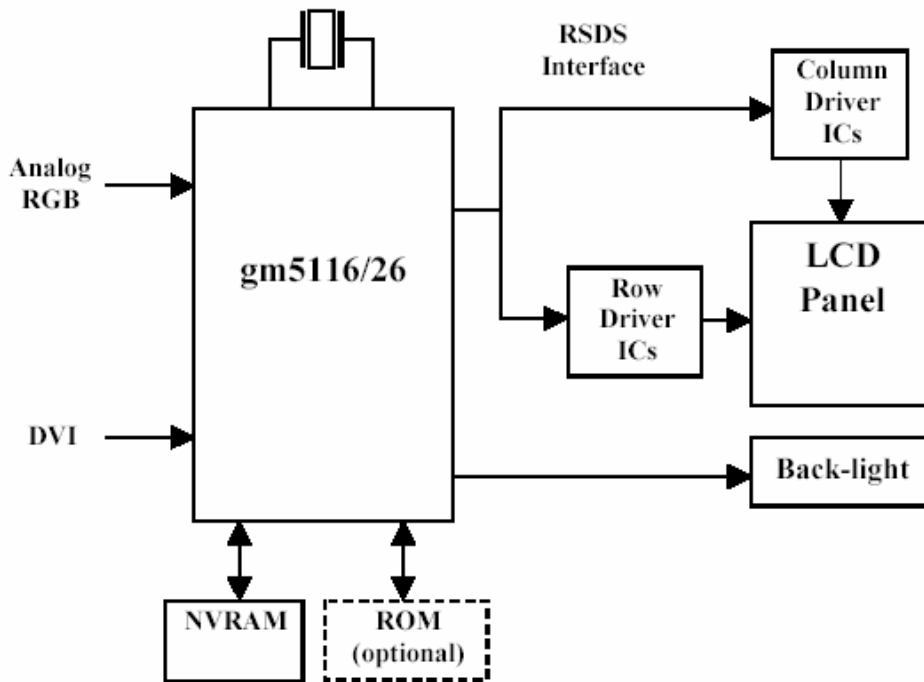 RSDS
Interface
Column
Driver
ICs
Analog
RGB
gm5116/26
LCD
Panel
Row
Driver
ICs
DVI
Back-light
NVRAM
ROM
(optional)